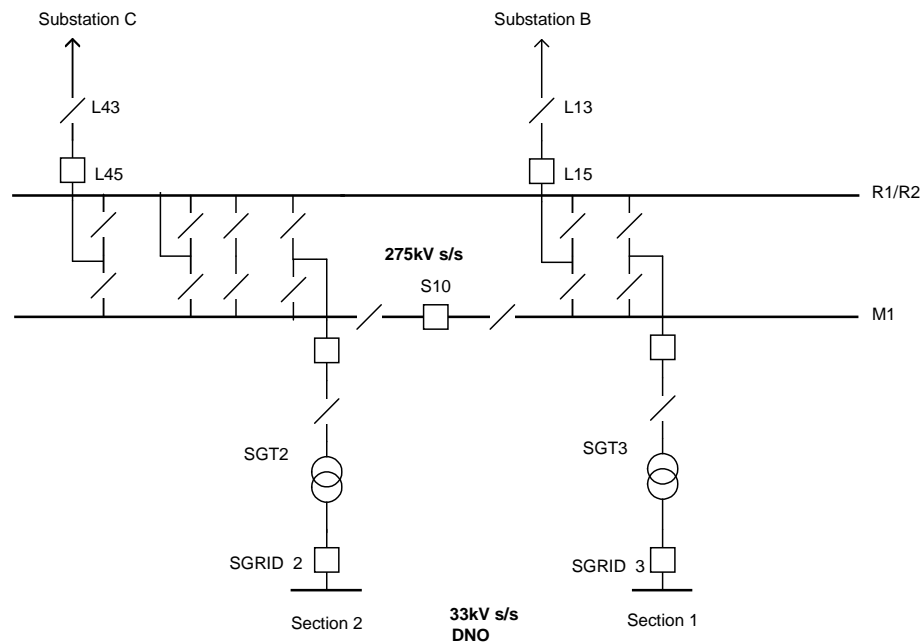 Substation C
Substation B
L43
L13
L45
L15
R1/R2
275kV s/s
S10
M1
SGT2
SGT3
SGRID 2
SGRID 3
Section 2
33kV s/s
DNO
Section 1